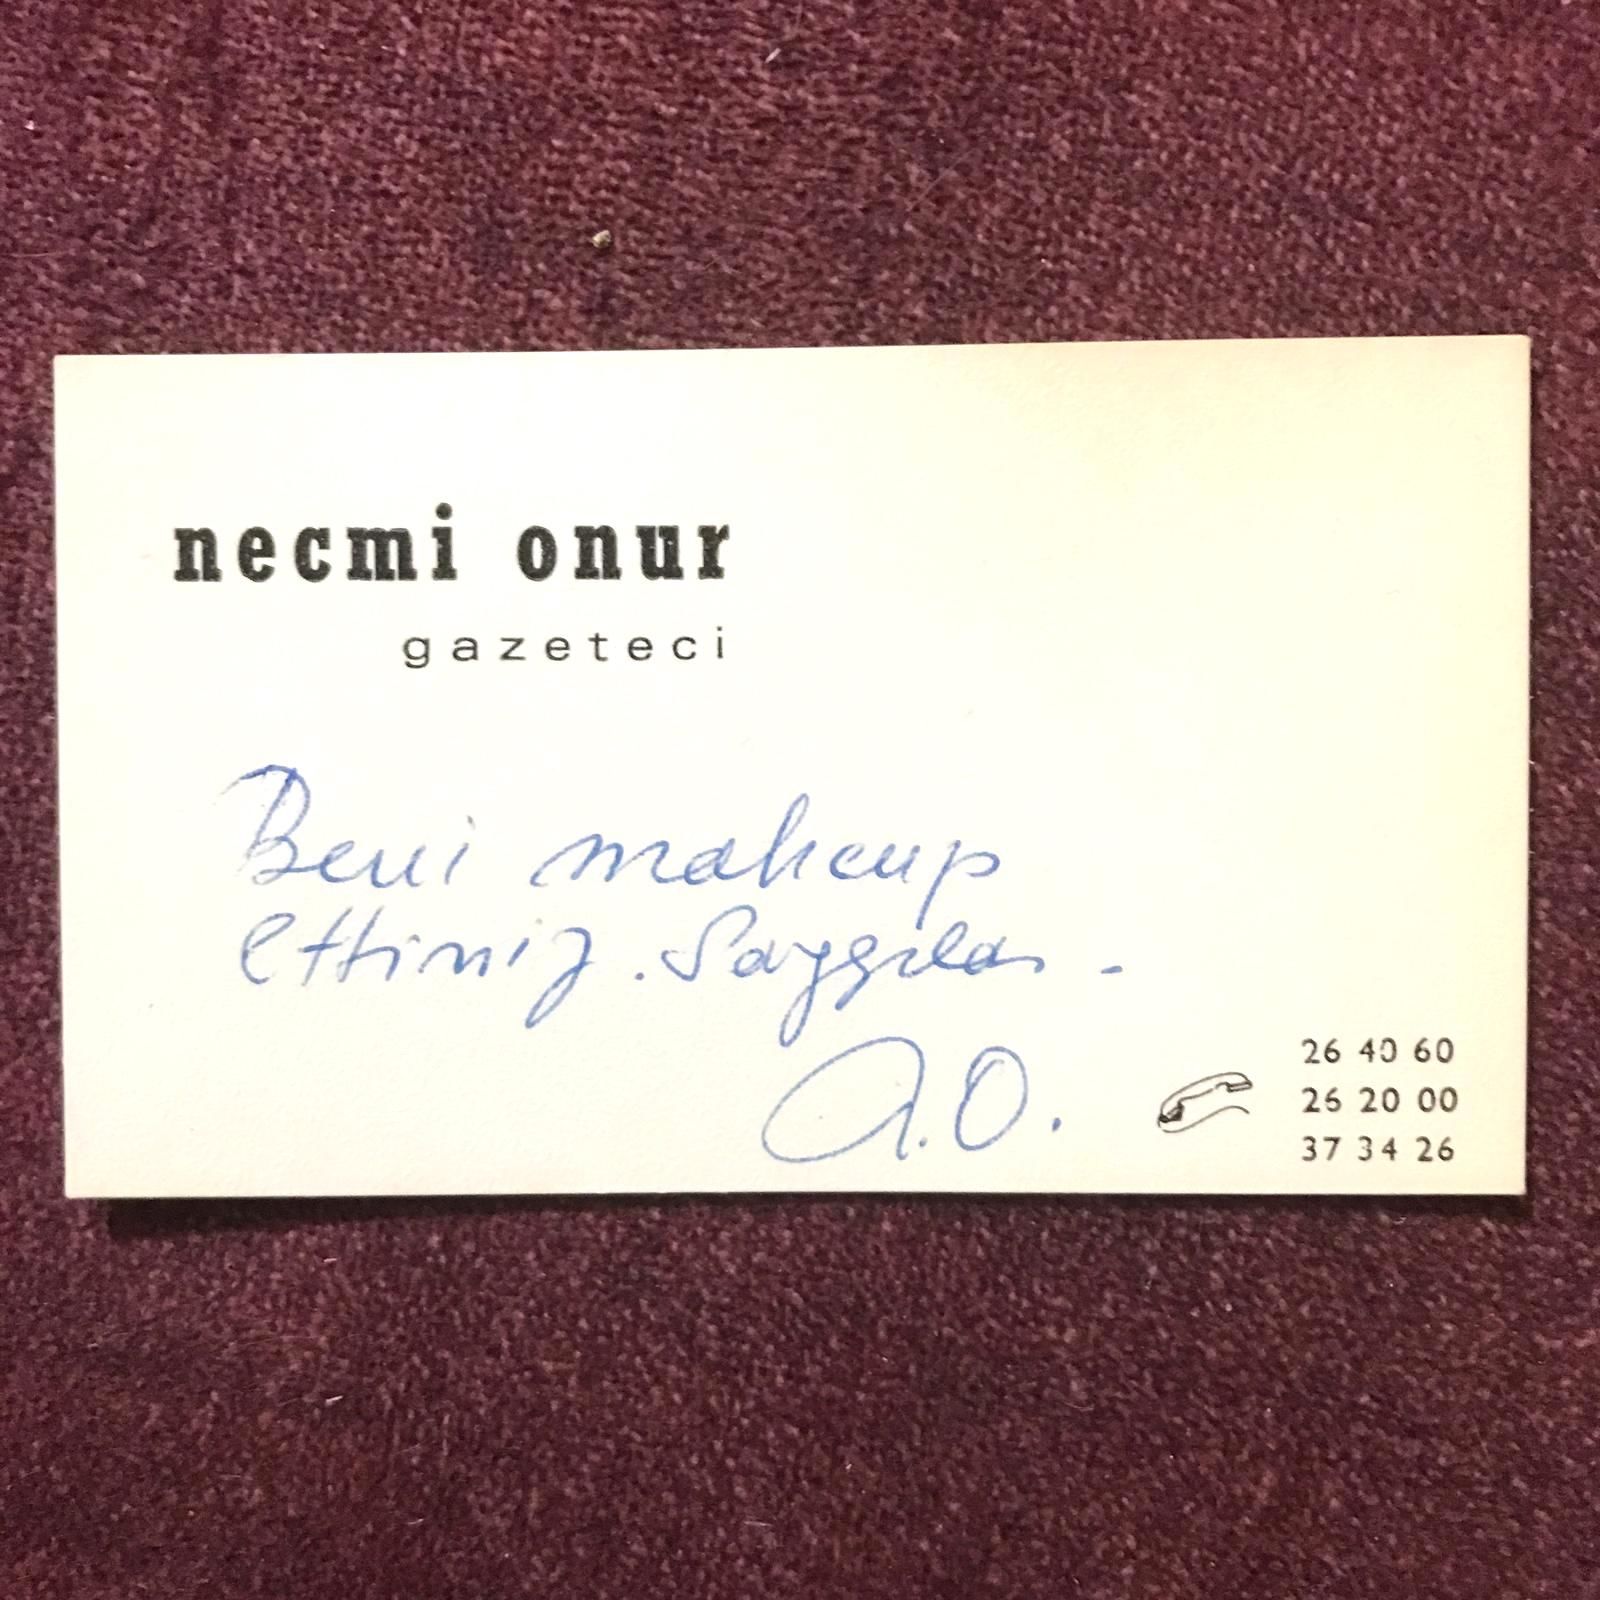 necmi onur
gazeteci
Beni mahcup
ettiniz. Saygılar.
N.O.
26 40 60
26 20 00
37 34 26